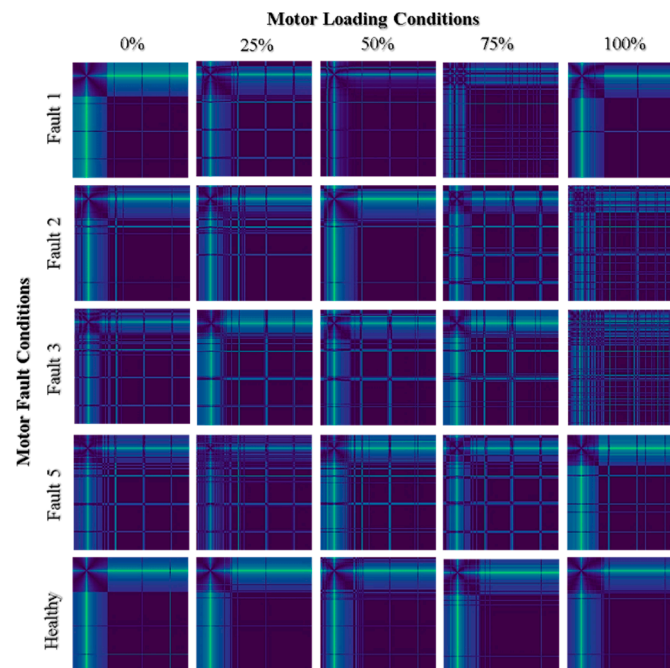 Motor Loading Conditions
0% 25% 50% 75% 100%
Motor Fault Conditions
Fault 1
Fault 2
Fault 3
Fault 5
Healthy